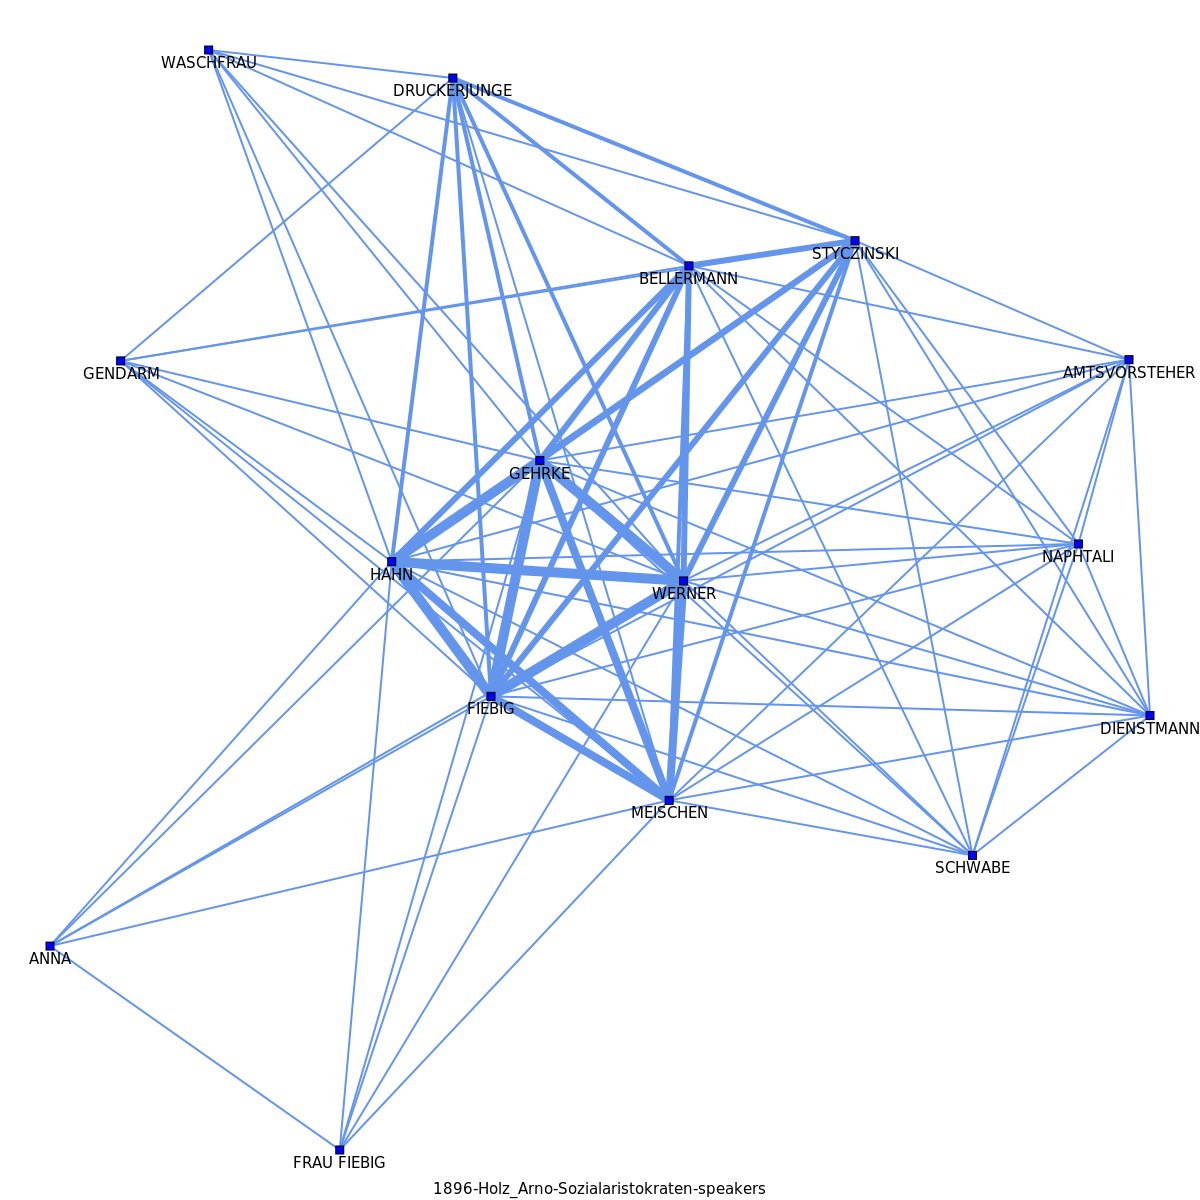 WASCHFRAU
DRUCKERJUNGE
STYCZINSKI
BELLERMANN
GENDARM
AMTSVORSTEHER
GEHRKE
NAPHTALI
HAHN
WERNER
FIEBIG
DIENSTMANN
MEISCHEN
SCHWABE
ANNA
FRAU FIEBIG
1896-Holz_Arno-Sozialaristokraten-speakers